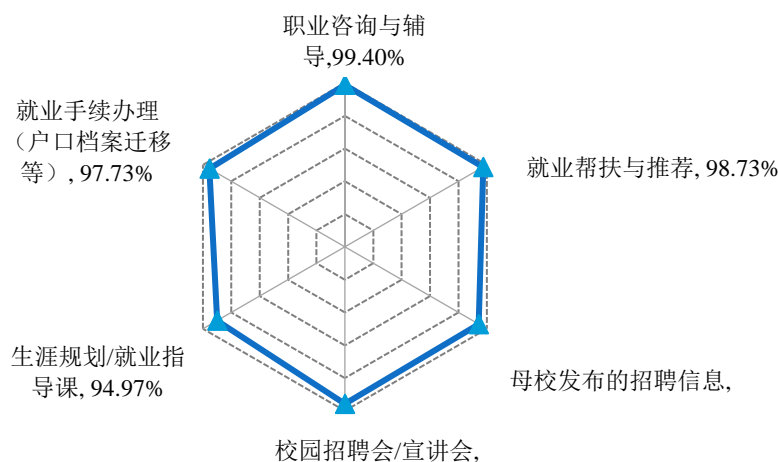 职业咨询与辅
导,99.40%
就业帮扶与推荐, 98.73%
母校发布的招聘信息,
校园招聘会/宣讲会,
生涯规划/就业指
导课, 94.97%
就业手续办理
（户口档案迁移
等）, 97.73%